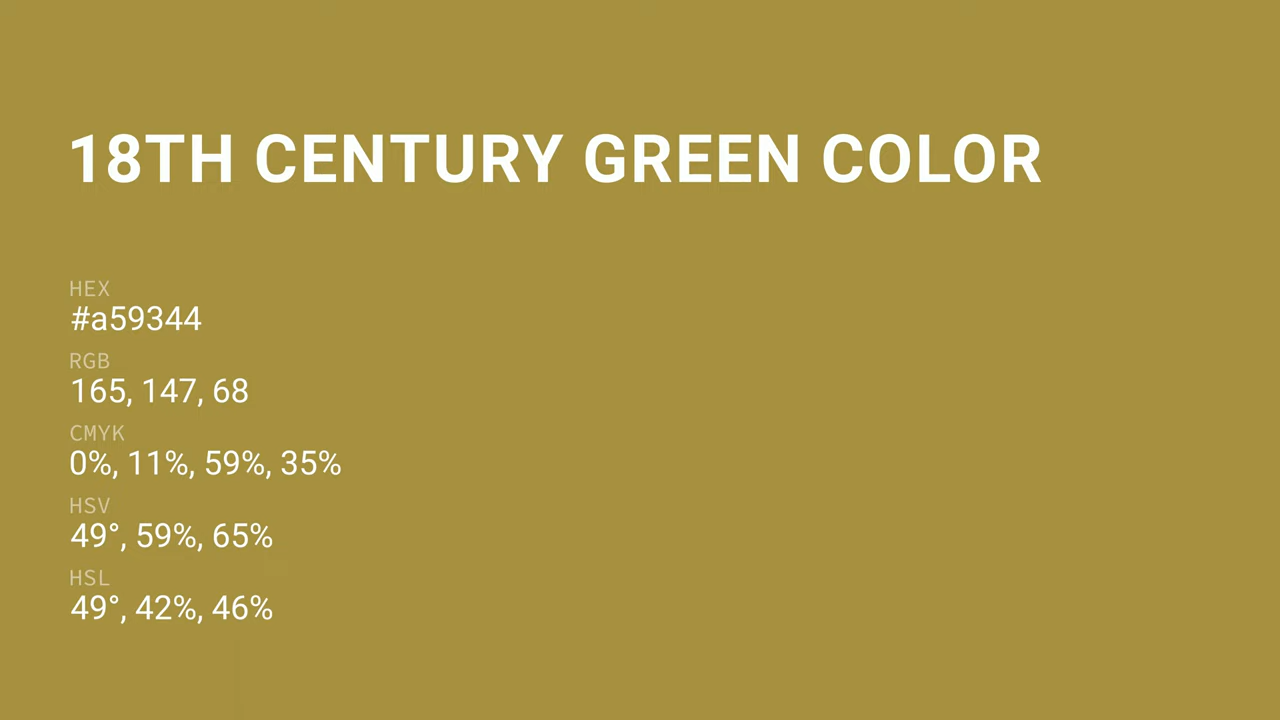 18TH CENTURY GREEN COLOR
HEX
#a59344
RGB
165, 147, 68
CMYK
0%, 11%, 59%, 35%
HSV
49°, 59%, 65%
HSL
49°, 42%, 46%